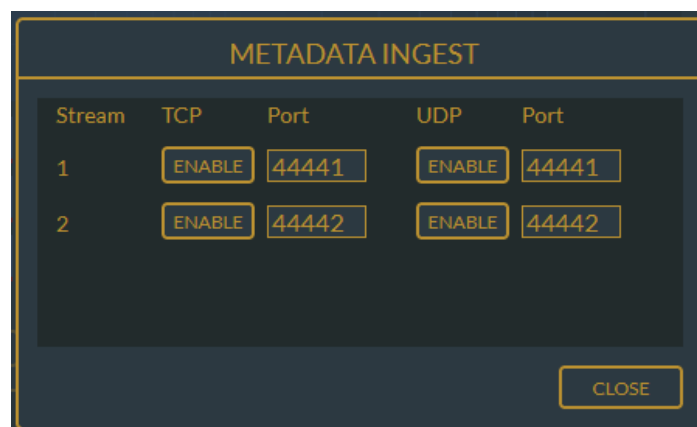 METADATA INGEST
Stream TCP Port UDP Port
1 ENABLE 44441 ENABLE 44441
2 ENABLE 44442 ENABLE 44442
CLOSE